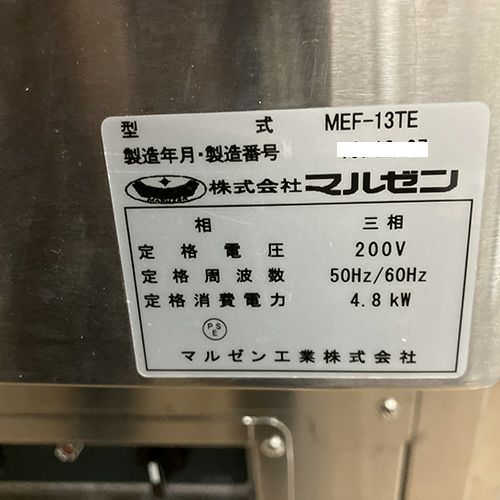 型式 MEF-13TE
製造年月・製造番号
MARUZEN 株式会社マルゼン
相 三相
定格電圧 200V
定格周波数 50Hz/60Hz
定格消費電力 4.8kW
PSE
マルゼン工業株式会社